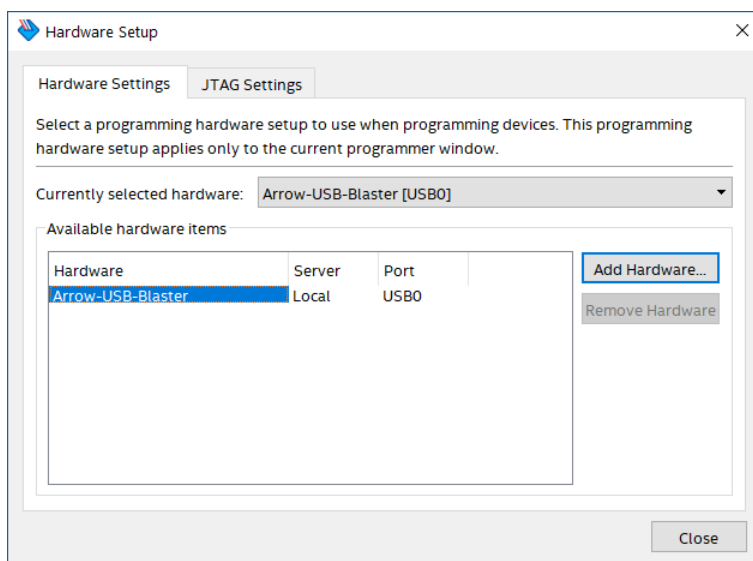 Hardware Setup
Hardware Settings
JTAG Settings
Select a programming hardware setup to use when programming devices. This programming
hardware setup applies only to the current programmer window.
Currently selected hardware:
Arrow-USB-Blaster [USB0]
Available hardware items
Hardware Server Port
Arrow-USB-Blaster Local USB0
Add Hardware...
Remove Hardware
Close